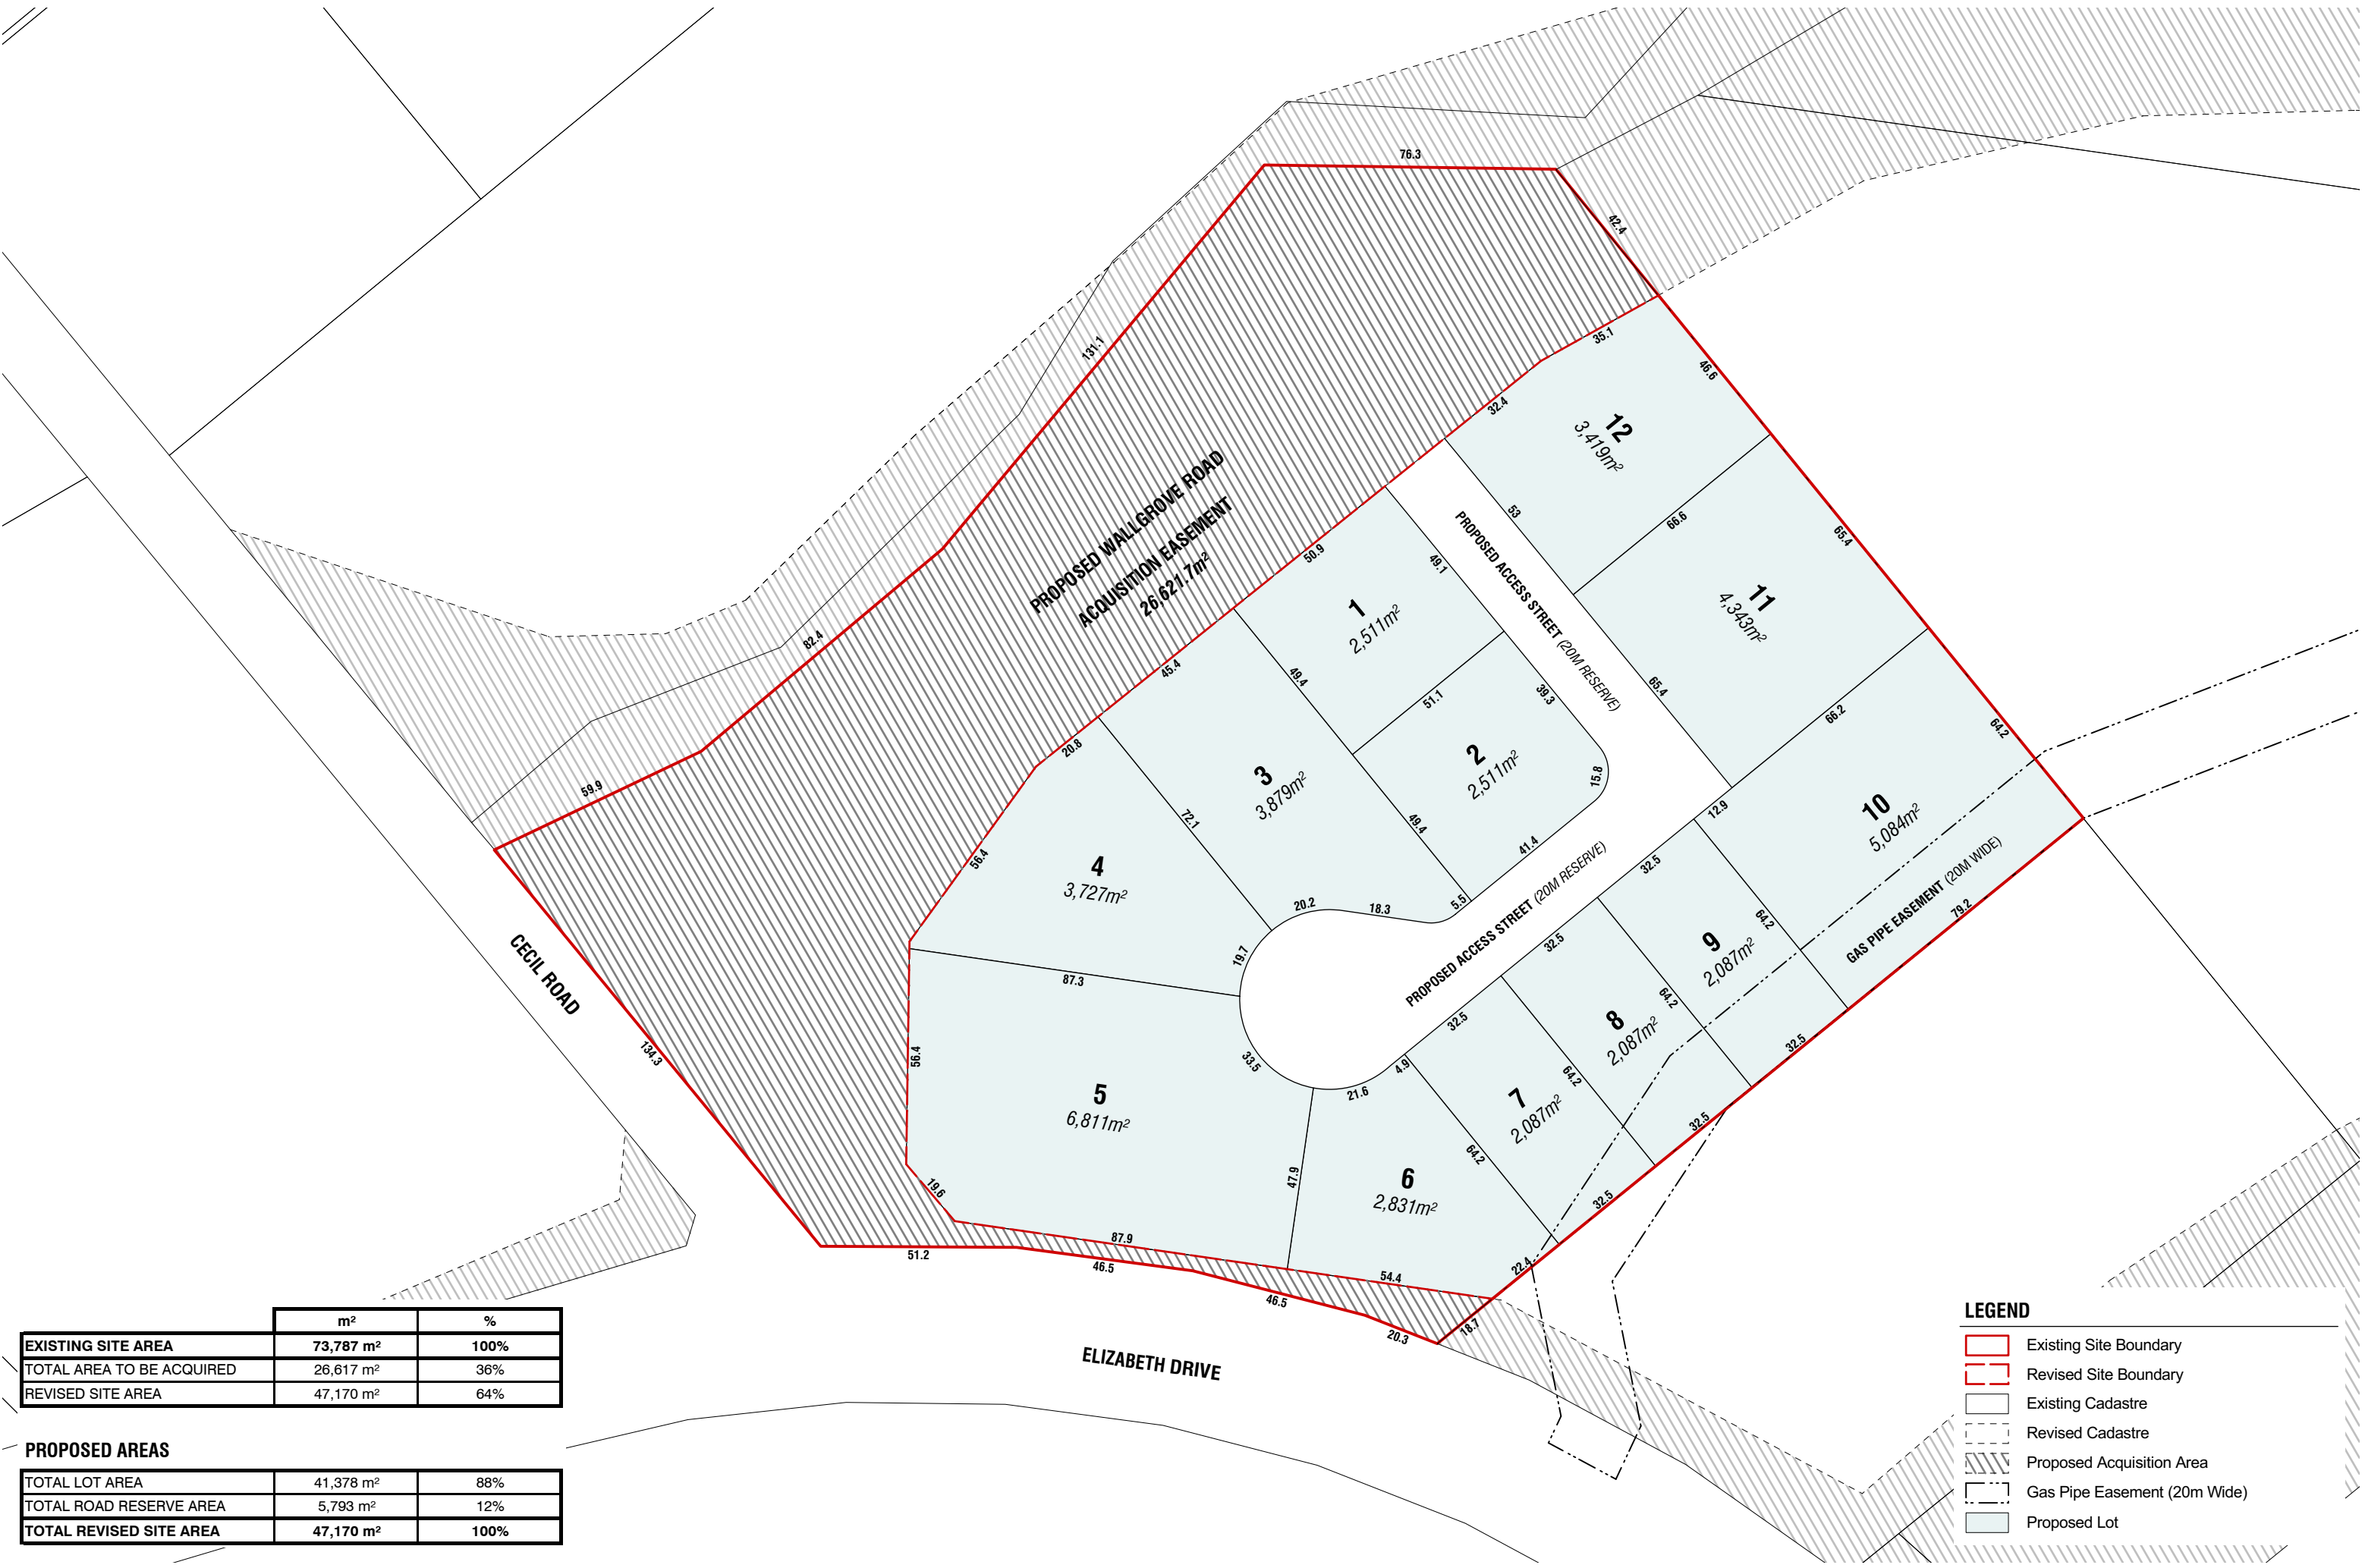 76.3
42.4
131.1
35.1
46.6
32.4
12
3,419m²
PROPOSED WALLGROVE ROAD
ACQUISITION EASEMENT
26,621.7m²
53
66.6
65.4
50.9
49.1
PROPOSED ACCESS STREET (20M RESERVE)
1
2,511m²
11
4,343m²
82.4
45.4
49.4
51.1
39.3
65.4
66.2
64.2
59.9
20.8
3
3,879m²
2
2,511m²
15.8
72.1
49.4
41.4
12.9
10
5,084m²
56.4
4
3,727m²
20.2
18.3
5.5
PROPOSED ACCESS STREET (20M RESERVE)
32.5
64.2
GAS PIPE EASEMENT (20M WIDE)
79.2
CECIL ROAD
19.7
87.3
32.5
9
2,087m²
64.2
134.3
56.4
33.5
32.5
8
2,087m²
32.5
5
6,811m²
21.6
4.9
64.2
7
2,087m²
32.5
19.6
47.9
6
2,831m²
64.2
32.5
87.9
51.2
46.5
54.4
22.4
46.5
20.3
18.7
ELIZABETH DRIVE
m² %
EXISTING SITE AREA 73,787 m² 100%
TOTAL AREA TO BE ACQUIRED 26,617 m² 36%
REVISED SITE AREA 47,170 m² 64%
PROPOSED AREAS
TOTAL LOT AREA 41,378 m² 88%
TOTAL ROAD RESERVE AREA 5,793 m² 12%
TOTAL REVISED SITE AREA 47,170 m² 100%
LEGEND
Existing Site Boundary
Revised Site Boundary
Existing Cadastre
Revised Cadastre
Proposed Acquisition Area
Gas Pipe Easement (20m Wide)
Proposed Lot